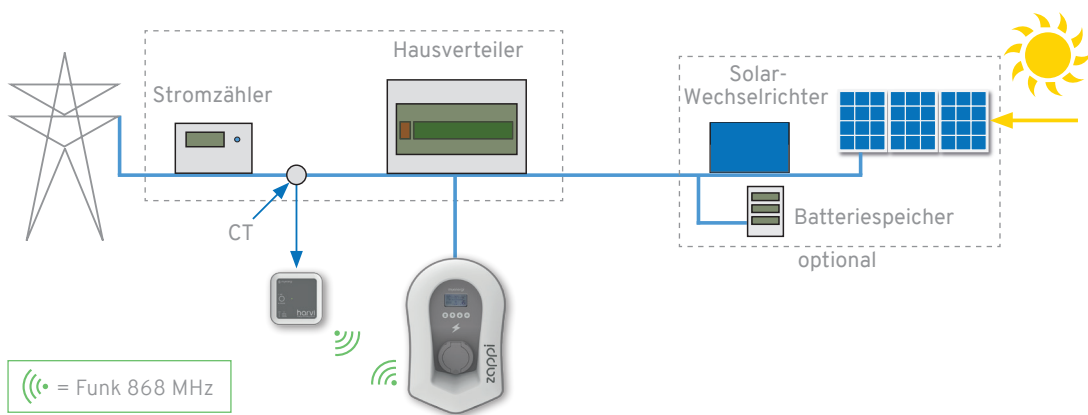 Hausverteiler
Stromzähler
Solar-
Wechselrichter
CT
Batteriespeicher
optional
harvi
zappi
= Funk 868 MHz